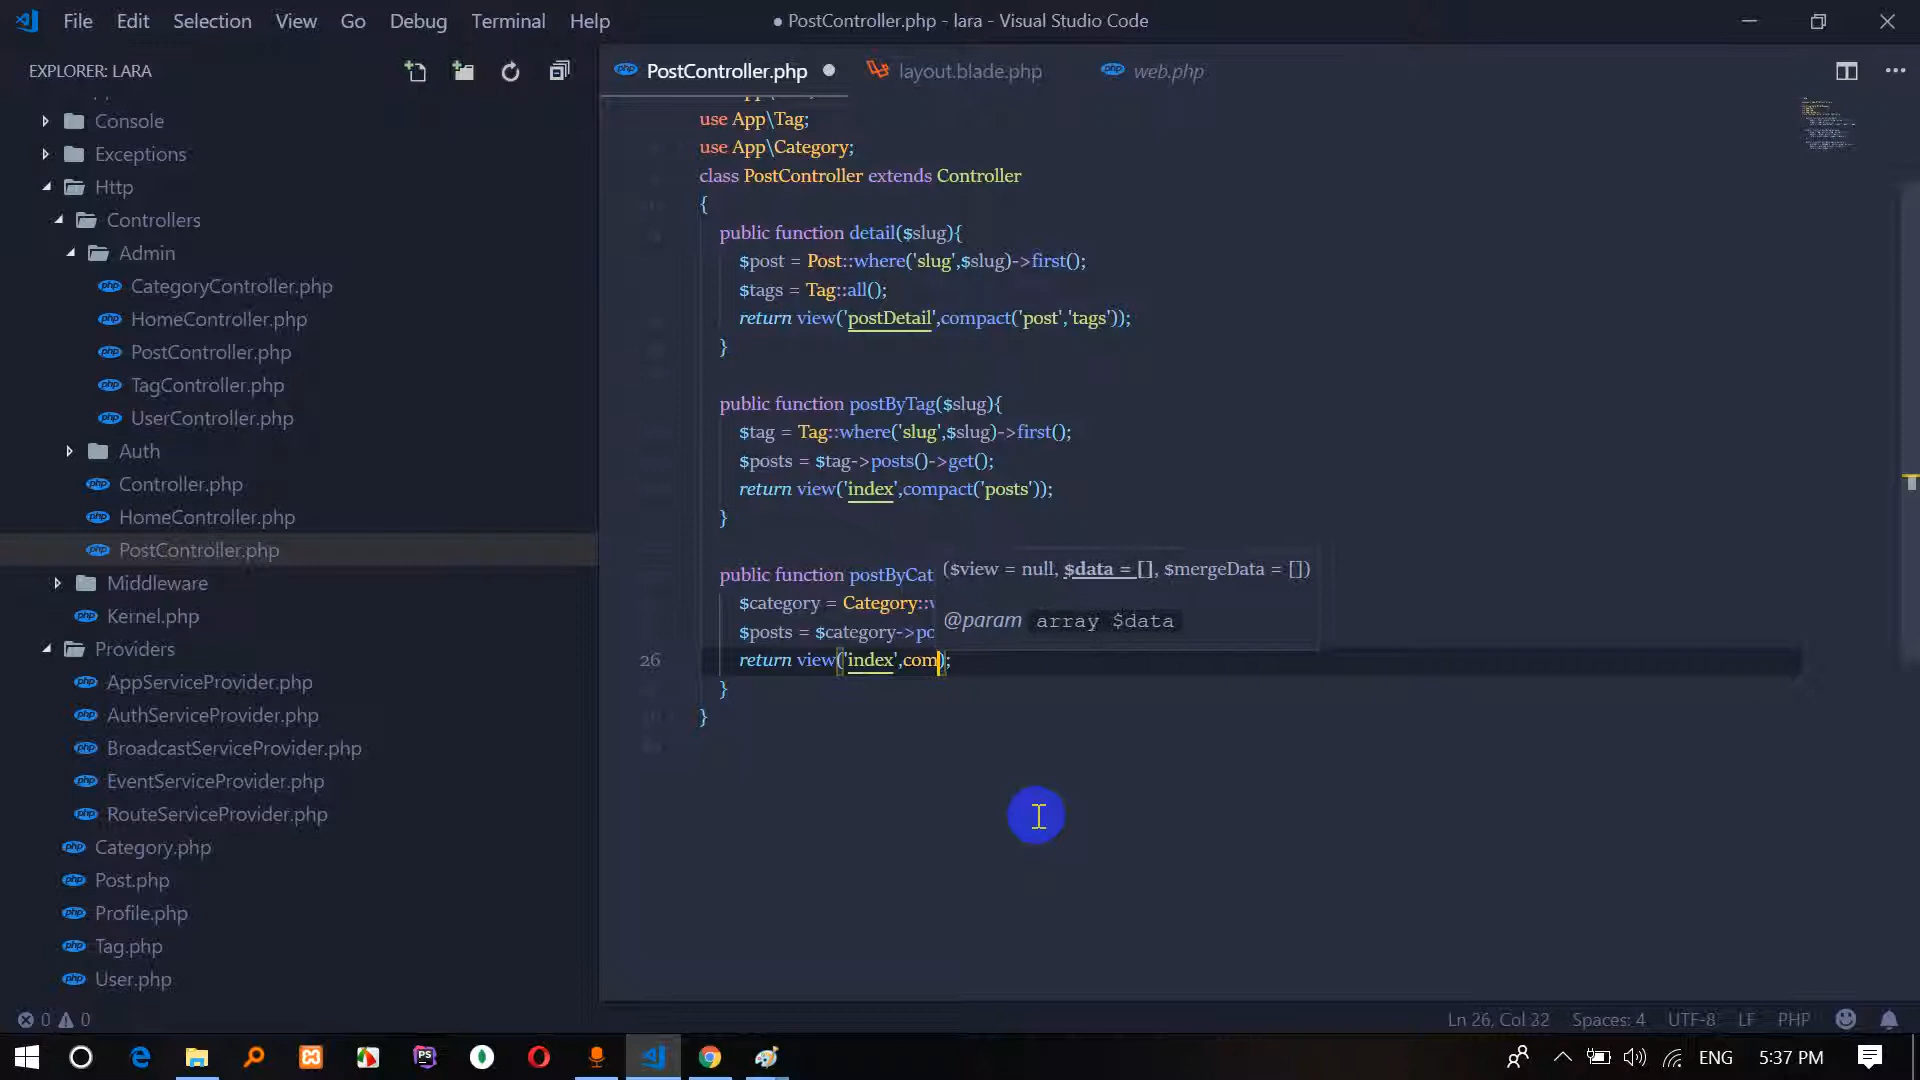 File Edit Selection View Go Debug Terminal Help
● PostController.php - lara - Visual Studio Code
EXPLORER: LARA
Console
Exceptions
Http
Controllers
Admin
CategoryController.php
HomeController.php
PostController.php
TagController.php
UserController.php
Auth
Controller.php
HomeController.php
PostController.php
Middleware
Kernel.php
Providers
AppServiceProvider.php
AuthServiceProvider.php
BroadcastServiceProvider.php
EventServiceProvider.php
RouteServiceProvider.php
Category.php
Post.php
Profile.php
Tag.php
User.php
PostController.php ● layout.blade.php web.php
use App\Tag;
use App\Category;
class PostController extends Controller
{
public function detail($slug){
$post = Post::where('slug',$slug)->first();
$tags = Tag::all();
return view('postDetail',compact('post','tags'));
}
public function postByTag($slug){
$tag = Tag::where('slug',$slug)->first();
$posts = $tag->posts()->get();
return view('index',compact('posts'));
}
public function postByCat
($view = null, $data = [], $mergeData = [])
$category = Category::
@param array $data
$posts = $category->po
26 return view('index',com);
}
}
0 0
Ln 26, Col 32 Spaces: 4 UTF-8 LF PHP
PS
ENG 5:37 PM